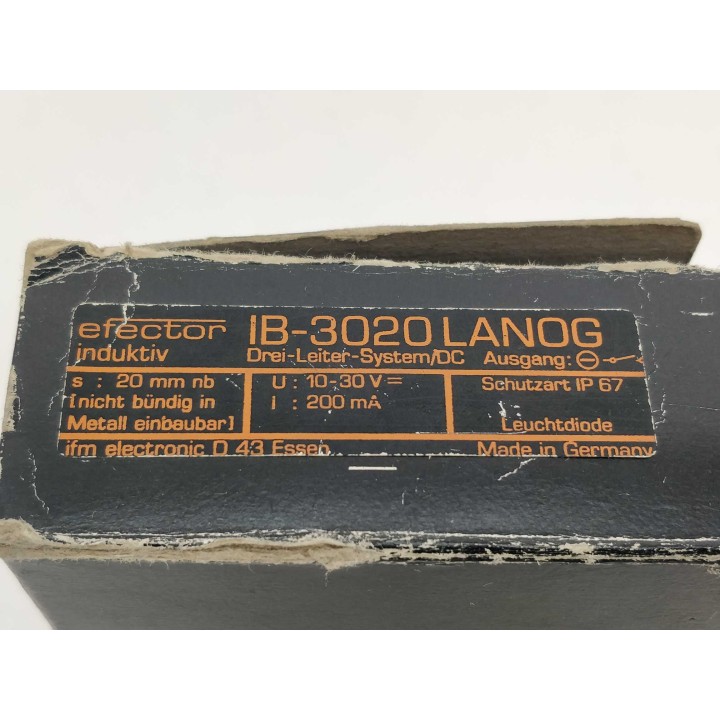 efector IB-3020 LANOG
induktiv Drei-Leiter-System/DC Ausgang:
s : 20 mm nb U : 10-30 V Schutzart IP 67
[nicht bündig in I : 200 mA
Metall einbaubar] Leuchtdiode
ifm electronic D 43 Essen Made in Germany